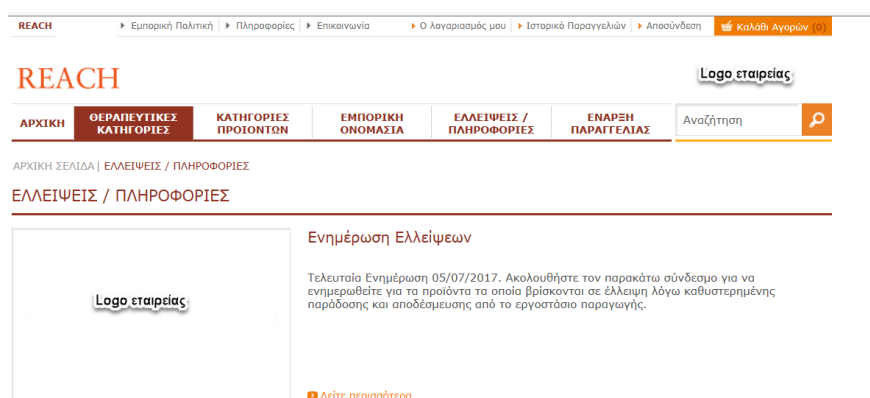 REACH
Εμπορική Πολιτική
Πληροφορίες
Επικοινωνία
Ο λογαριασμός μου
Ιστορικό Παραγγελιών
Αποσύνδεση
Καλάθι Αγορών (0)
REACH
Logo εταιρείας
ΑΡΧΙΚΗ
ΘΕΡΑΠΕΥΤΙΚΕΣ
ΚΑΤΗΓΟΡΙΕΣ
ΚΑΤΗΓΟΡΙΕΣ
ΠΡΟΙΟΝΤΩΝ
ΕΜΠΟΡΙΚΗ
ΟΝΟΜΑΣΙΑ
ΕΛΛΕΙΨΕΙΣ /
ΠΛΗΡΟΦΟΡΙΕΣ
ΕΝΑΡΞΗ
ΠΑΡΑΓΓΕΛΙΑΣ
Αναζήτηση
ΑΡΧΙΚΗ ΣΕΛΙΔΑ | ΕΛΛΕΙΨΕΙΣ / ΠΛΗΡΟΦΟΡΙΕΣ
ΕΛΛΕΙΨΕΙΣ / ΠΛΗΡΟΦΟΡΙΕΣ
Logo εταιρείας
Ενημέρωση Ελλείψεων
Τελευταία Ενημέρωση 05/07/2017. Ακολουθήστε τον παρακάτω σύνδεσμο για να
ενημερωθείτε για τα προϊόντα τα οποία βρίσκονται σε έλλειψη λόγω καθυστερημένης
παράδοσης και αποδέσμευσης από το εργοστάσιο παραγωγής.
Δείτε περισσότερα